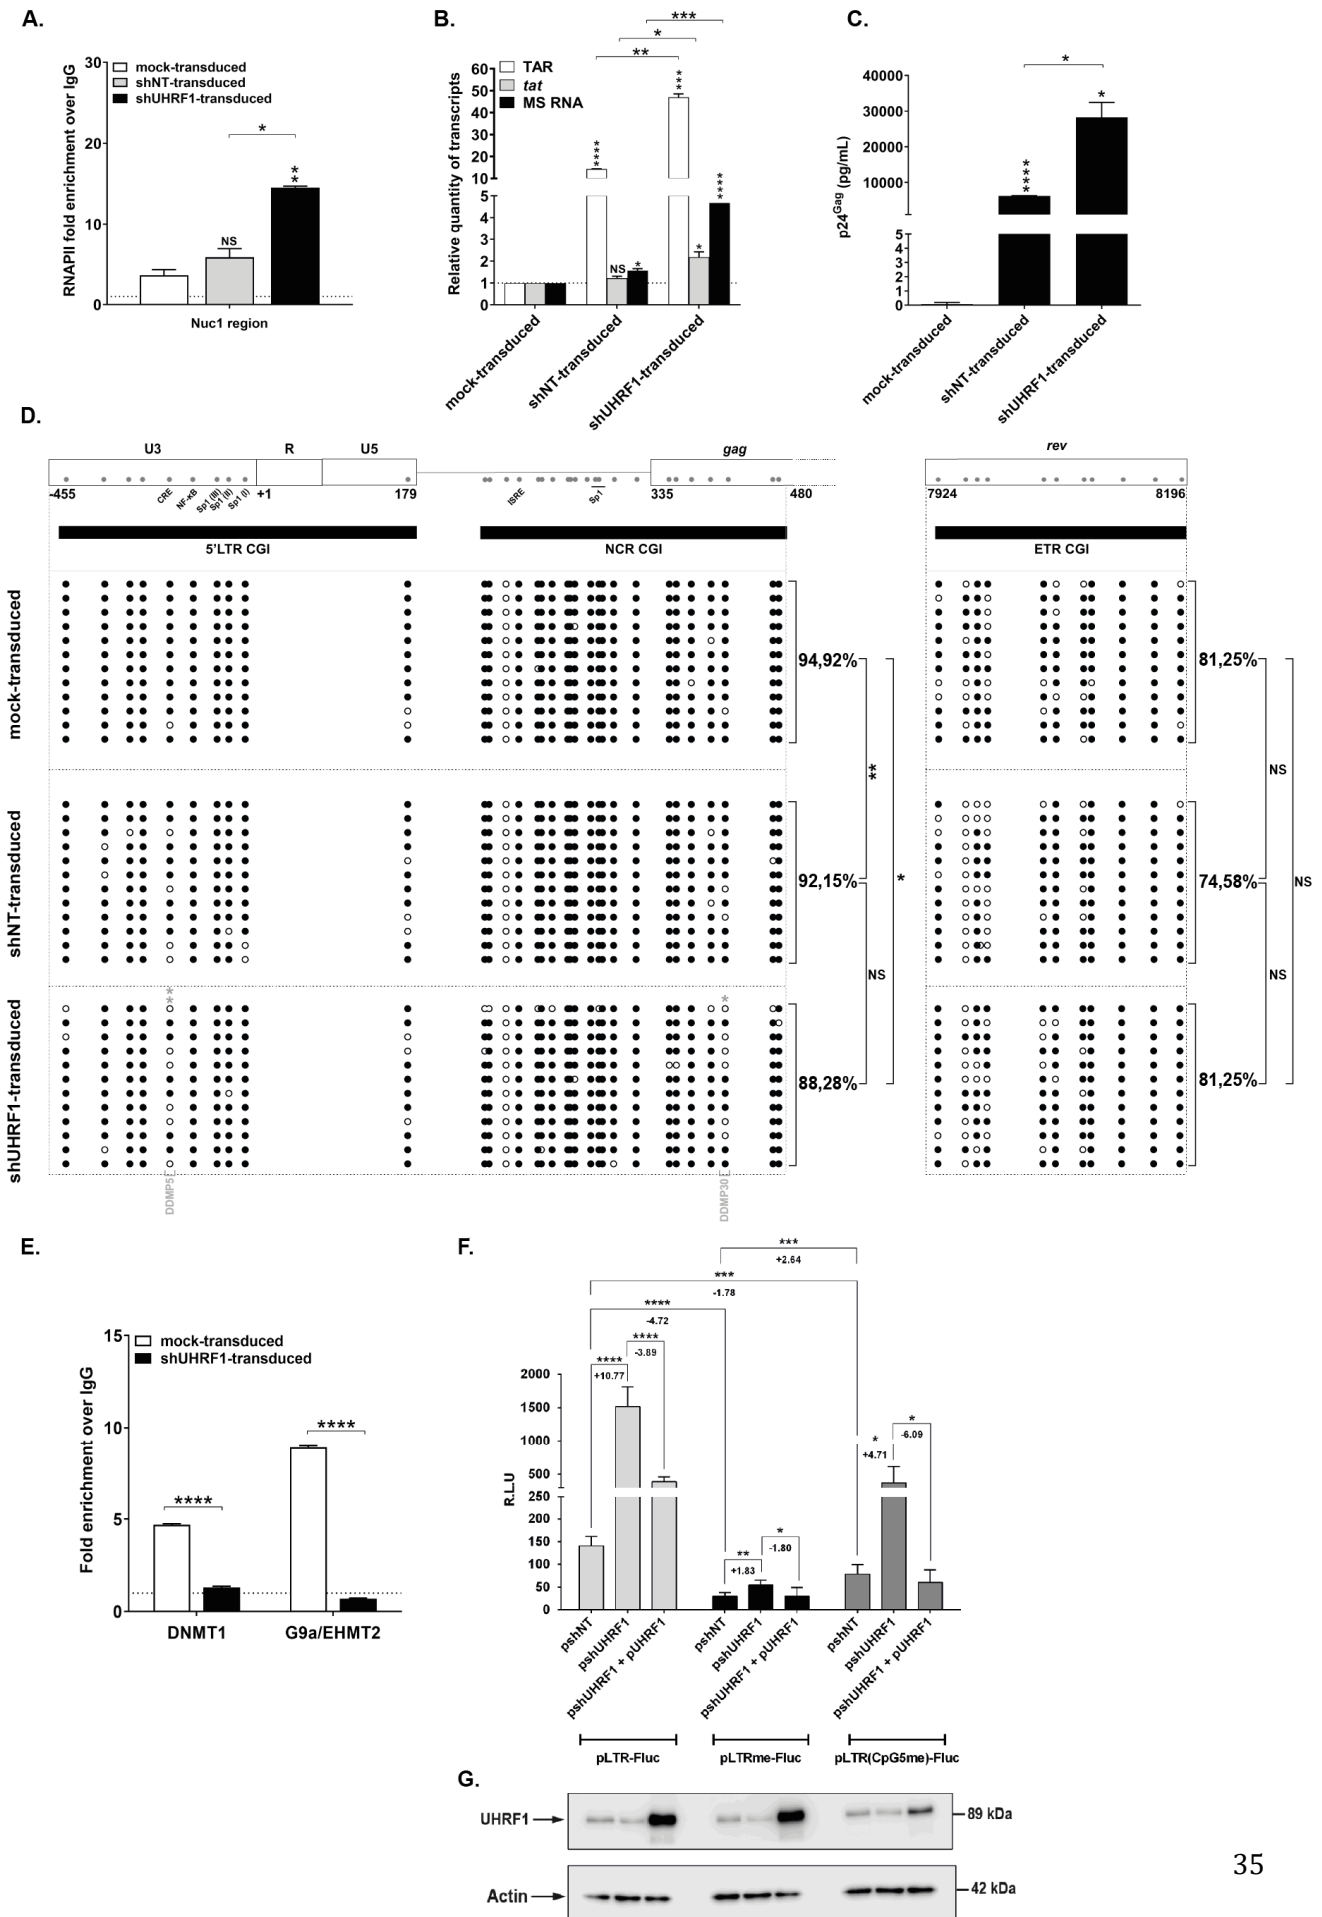 A.
RNAPII fold enrichment over IgG
30
20
10
0
mock-transduced
shNT-transduced
shUHRF1-transduced
*
NS
**
Nuc1 region
B.
Relative quantity of transcripts
60
50
40
30
20
10
5
4
3
2
1
0
TAR
tat
MS RNA
***
*
**
****
NS
*
***
*
****
mock-transduced
shNT-transduced
shUHRF1-transduced
C.
p24Gag (pg/mL)
40000
30000
20000
10000
5
4
3
2
1
0
*
****
*
mock-transduced
shNT-transduced
shUHRF1-transduced
D.
U3 R U5 gag rev
CRE NF-κB Sp1 (III) Sp1 (II) Sp1 (I) ISRE Sp1
-455 +1 179 335 480 7924 8196
5'LTR CGI NCR CGI ETR CGI
mock-transduced
94,92% 81,25%
** NS
shNT-transduced
92,15% * 74,58% NS
NS NS
** *
shUHRF1-transduced
88,28% 81,25%
DDMP5 DDMP30
E.
Fold enrichment over IgG
15
10
5
0
mock-transduced
shUHRF1-transduced
****
****
DNMT1 G9a/EHMT2
F.
R.L.U
2000
1500
1000
500
250
200
150
100
50
0
***
+2.64
***
-1.78
****
-4.72
****
-3.89
****
+10.77
**
+1.83
*
-1.80
*
+4.71
*
-6.09
pshNT
pshUHRF1
pshUHRF1 + pUHRF1
pshNT
pshUHRF1
pshUHRF1 + pUHRF1
pshNT
pshUHRF1
pshUHRF1 + pUHRF1
pLTR-Fluc pLTRme-Fluc pLTR(CpG5me)-Fluc
G.
UHRF1 89 kDa
Actin 42 kDa
35